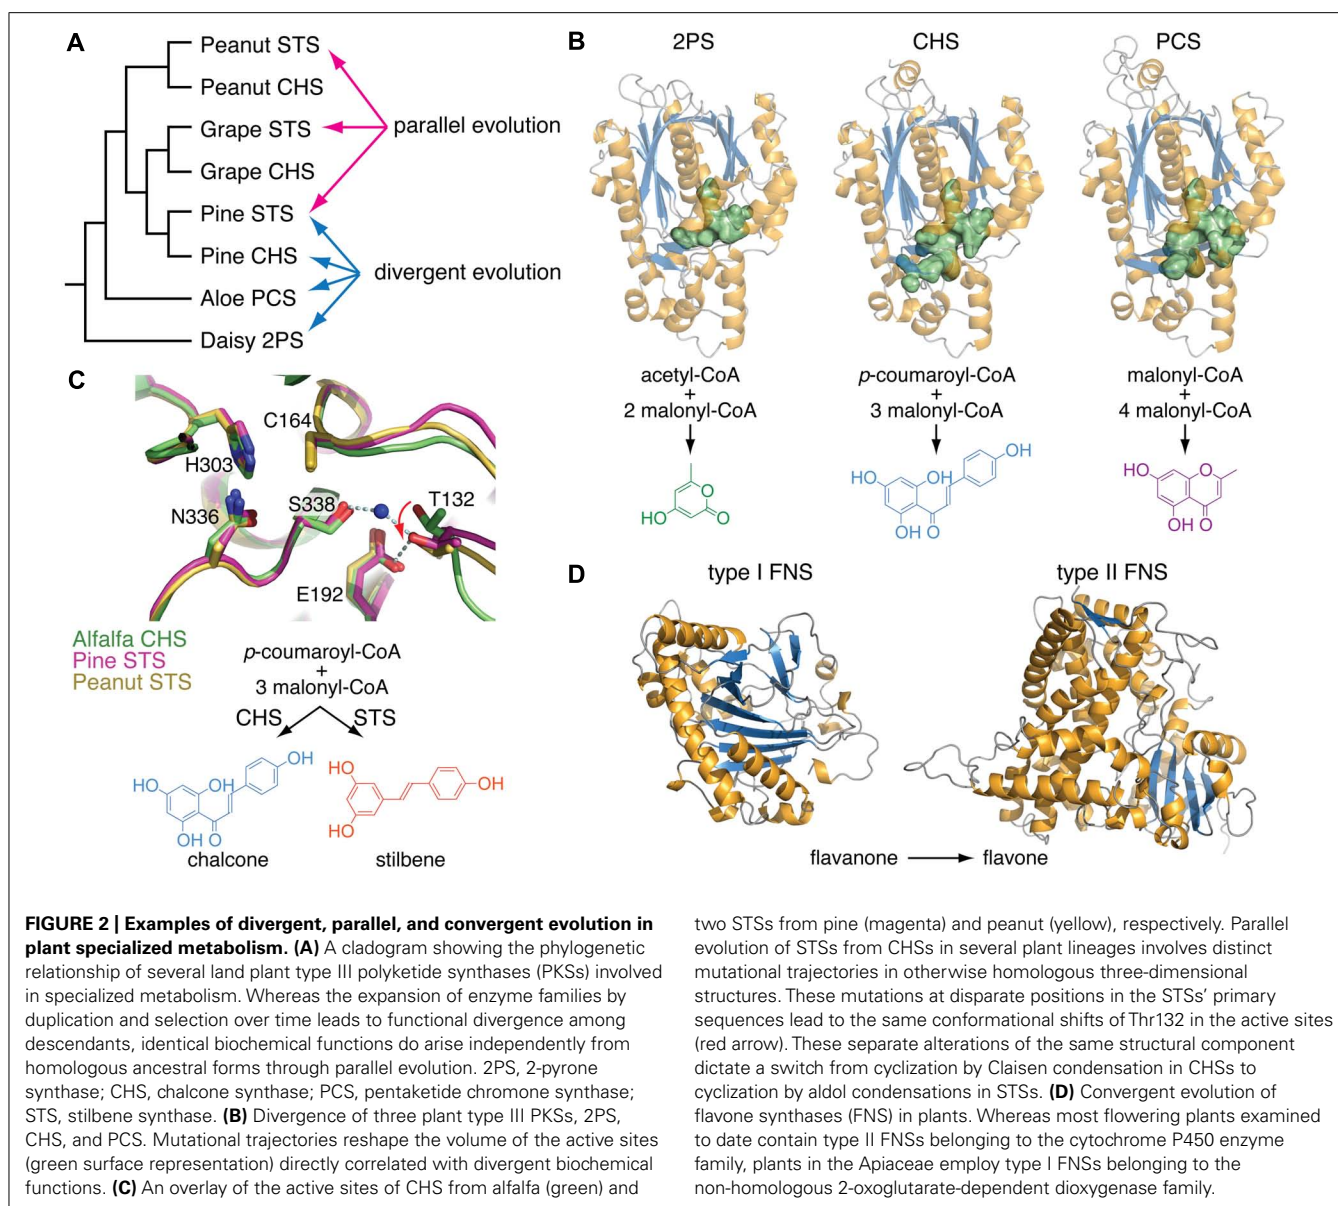 A
Peanut STS
Peanut CHS
Grape STS
Grape CHS
Pine STS
Pine CHS
Aloe PCS
Daisy 2PS
parallel evolution
divergent evolution
B
2PS
CHS
PCS
acetyl-CoA
+
2 malonyl-CoA
HO
O
O
p-coumaroyl-CoA
+
3 malonyl-CoA
HO
OH
OH
OH
O
malonyl-CoA
+
4 malonyl-CoA
HO
O
OH
O
C
C164
H303
T132
S338
N336
E192
Alfalfa CHS
Pine STS
Peanut STS
p-coumaroyl-CoA
+
3 malonyl-CoA
CHS
STS
HO
OH
OH
OH
O
chalcone
HO
HO
OH
stilbene
D
type I FNS
type II FNS
flavanone
flavone
FIGURE 2 | Examples of divergent, parallel, and convergent evolution in
plant specialized metabolism. (A) A cladogram showing the phylogenetic
relationship of several land plant type III polyketide synthases (PKSs) involved
in specialized metabolism. Whereas the expansion of enzyme families by
duplication and selection over time leads to functional divergence among
descendants, identical biochemical functions do arise independently from
homologous ancestral forms through parallel evolution. 2PS, 2-pyrone
synthase; CHS, chalcone synthase; PCS, pentaketide chromone synthase;
STS, stilbene synthase. (B) Divergence of three plant type III PKSs, 2PS,
CHS, and PCS. Mutational trajectories reshape the volume of the active sites
(green surface representation) directly correlated with divergent biochemical
functions. (C) An overlay of the active sites of CHS from alfalfa (green) and
two STSs from pine (magenta) and peanut (yellow), respectively. Parallel
evolution of STSs from CHSs in several plant lineages involves distinct
mutational trajectories in otherwise homologous three-dimensional
structures. These mutations at disparate positions in the STSs' primary
sequences lead to the same conformational shifts of Thr132 in the active sites
(red arrow). These separate alterations of the same structural component
dictate a switch from cyclization by Claisen condensation in CHSs to
cyclization by aldol condensations in STSs. (D) Convergent evolution of
flavone synthases (FNS) in plants. Whereas most flowering plants examined
to date contain type II FNSs belonging to the cytochrome P450 enzyme
family, plants in the Apiaceae employ type I FNSs belonging to the
non-homologous 2-oxoglutarate-dependent dioxygenase family.